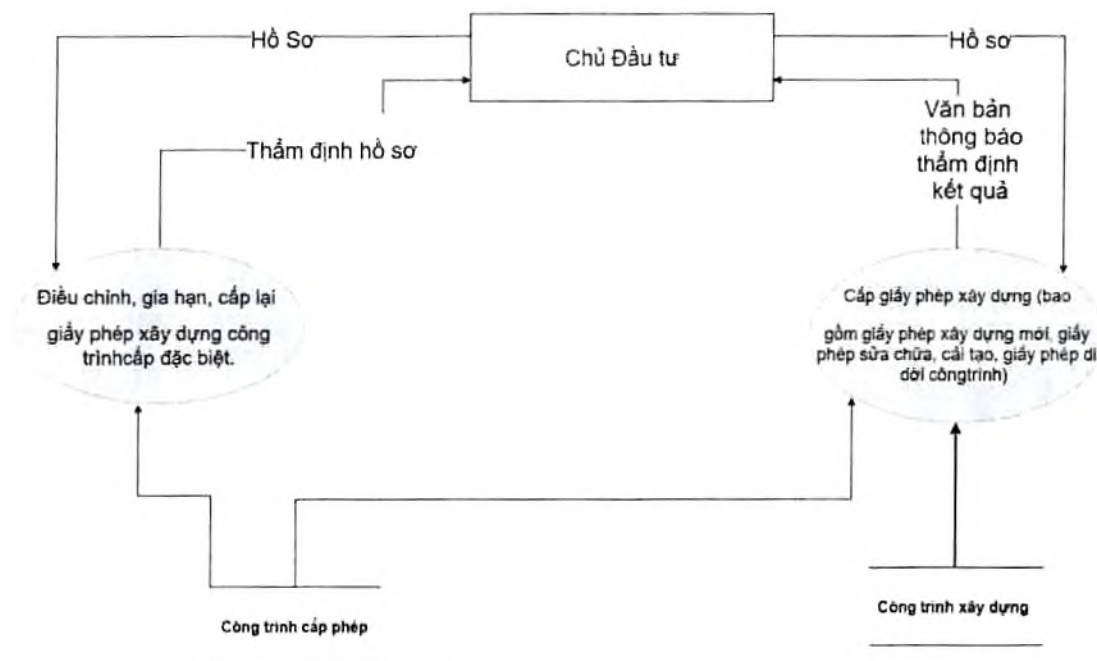 Hồ Sơ
Chủ Đầu tư
Hồ sơ
Thẩm định hồ sơ
Văn bản
thông báo
thẩm định
kết quả
Điều chỉnh, gia hạn, cấp lại
giấy phép xây dựng công
trìnhcấp đặc biệt.
Cấp giấy phép xây dựng (bao
gồm giấy phép xây dựng mới, giấy
phép sửa chữa, cải tạo, giấy phép di
dời côngtrình)
Công trình cấp phép
Công trình xây dựng